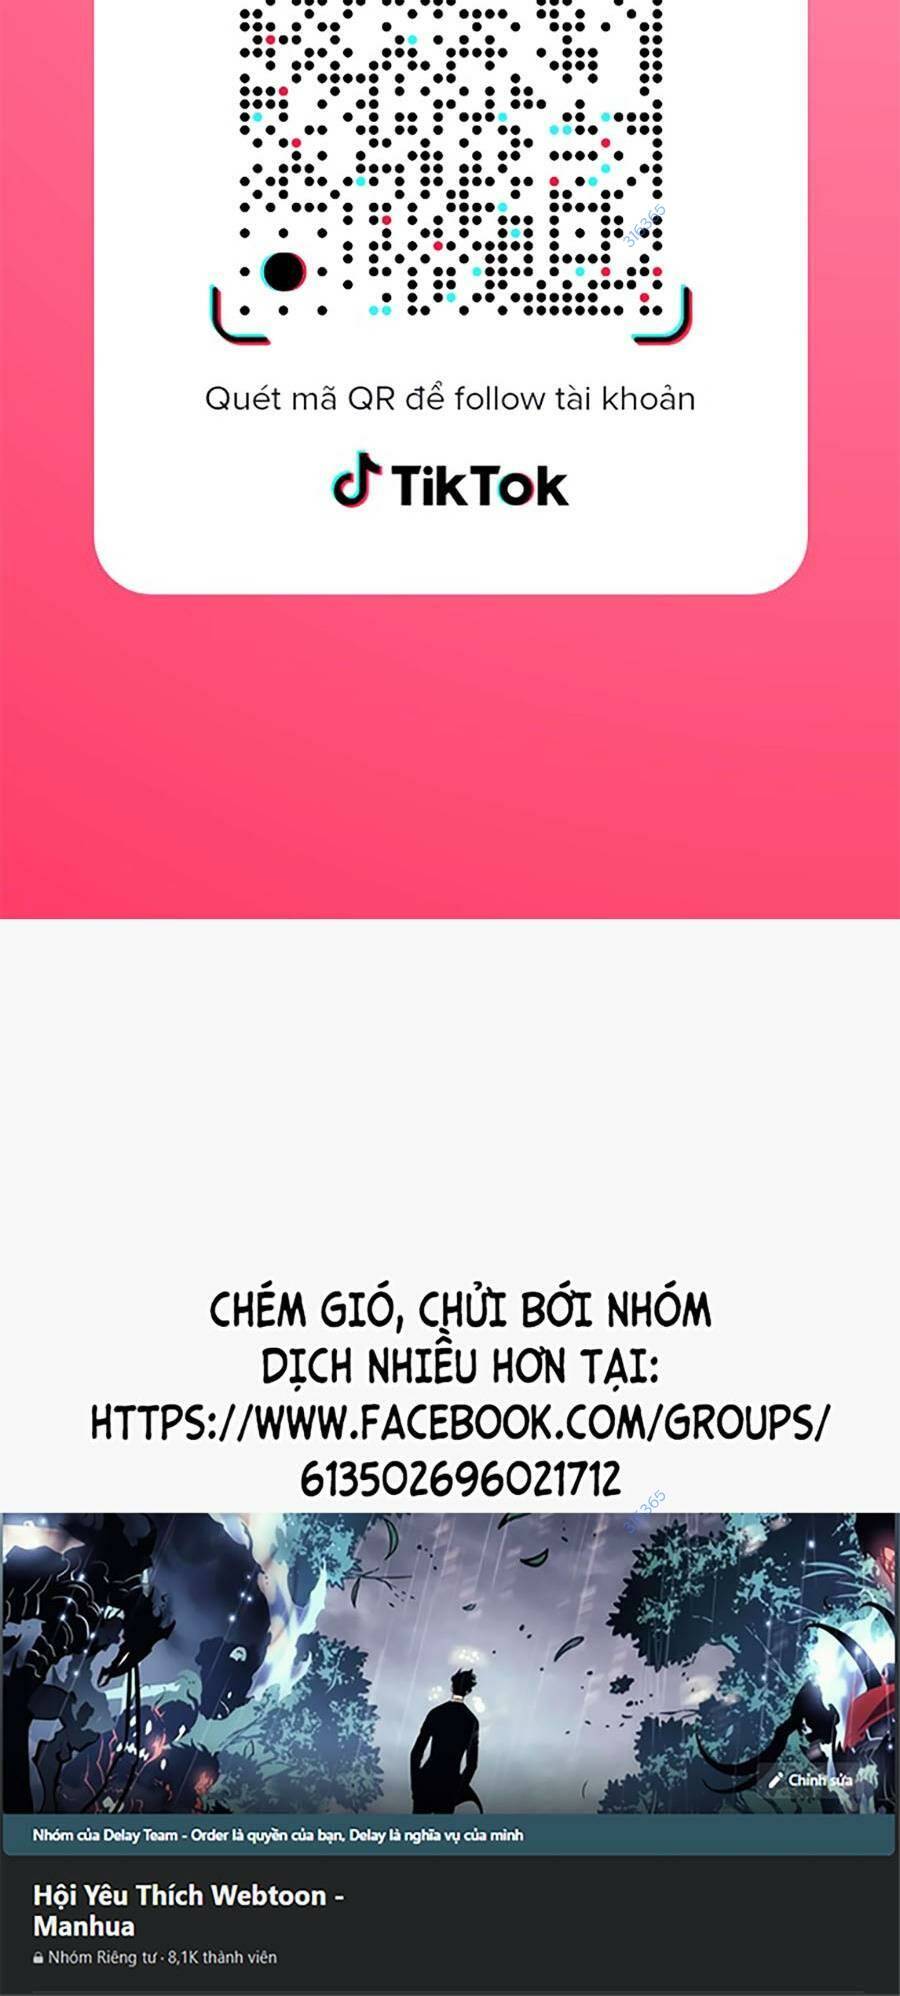 316365
Quét mã QR để follow tài khoản
TikTok
CHÉM GIÓ, CHỬI BỚI NHÓM
DỊCH NHIỀU HƠN TẠI:
HTTPS://WWW.FACEBOOK.COM/GROUPS/
613502696021712
316365
Chỉnh sửa
Nhóm của Delay Team - Order là quyền của bạn, Delay là nghĩa vụ của mình
Hội Yêu Thích Webtoon -
Manhua
Nhóm Riêng tư · 8,1K thành viên